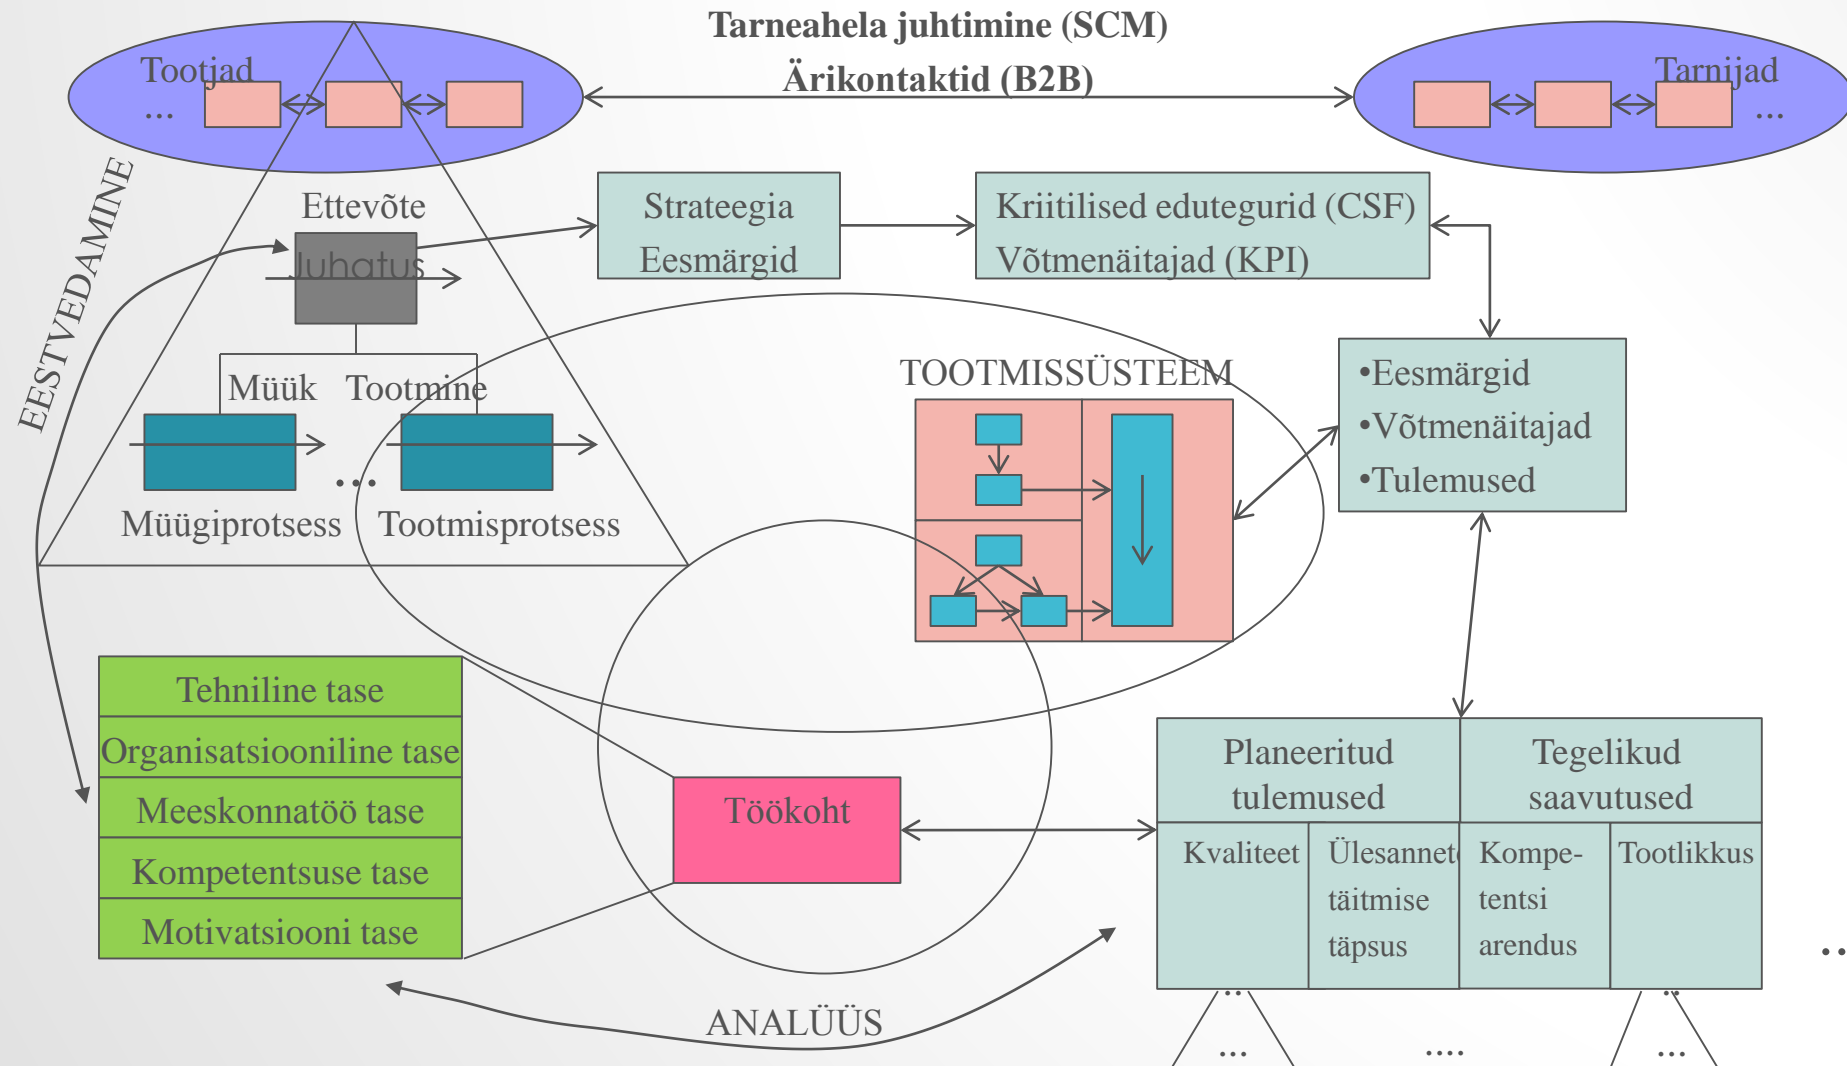 Tarneahela juhtimine (SCM)
Ärikontaktid (B2B)
Tootjad
...
Tarnijad
...
EESTVEDAMINE
Ettevõte
Juhatus
Strateegia
Eesmärgid
Kriitilised edutegurid (CSF)
Võtmenäitajad (KPI)
Müük
Tootmine
...
Müügiprotsess
Tootmisprotsess
TOOTMISSÜSTEEM
•Eesmärgid
•Võtmenäitajad
•Tulemused
Tehniline tase
Organisatsiooniline tase
Meeskonnatöö tase
Kompetentsuse tase
Motivatsiooni tase
Töökoht
Planeeritud
tulemused
Tegelikud
saavutused
Kvaliteet
Ülesannete
täitmise
täpsus
Kompe-
tentsi
arendus
Tootlikkus
..
..
..
ANALÜÜS
...
....
...